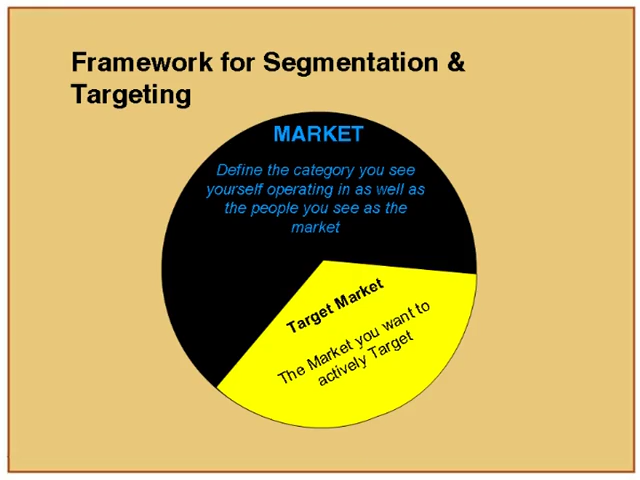 Framework for Segmentation &
Targeting
MARKET
Define the category you see
yourself operating in as well as
the people you see as the
market
Target Market
The Market you want to
actively Target